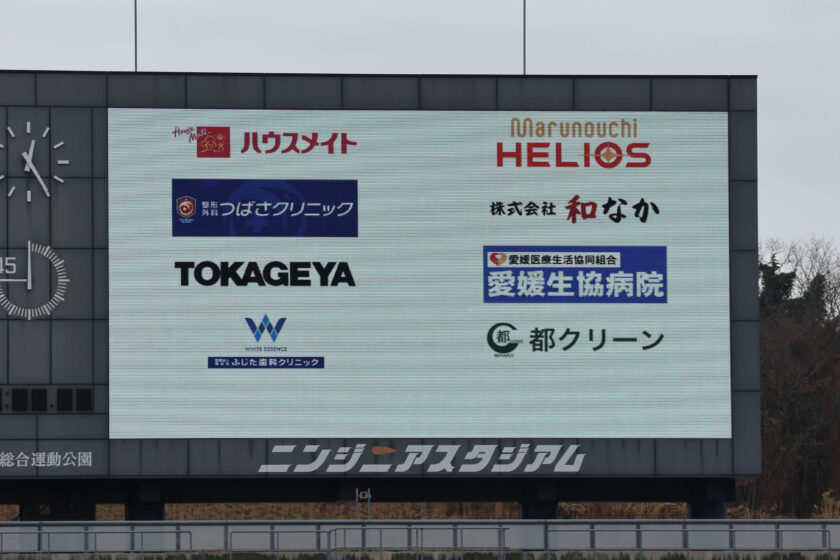 House Mate
ハウスメイト
Marunouchi
HELIOS
整形
外科
つばさクリニック
株式会社 和なか
TOKAGEYA
愛媛医療生活協同組合
愛媛生協病院
WHITE ESSENCE
ふじた歯科クリニック
都
MIYAKO
都クリーン
45
総合運動公園
ニンジニアスタジアム